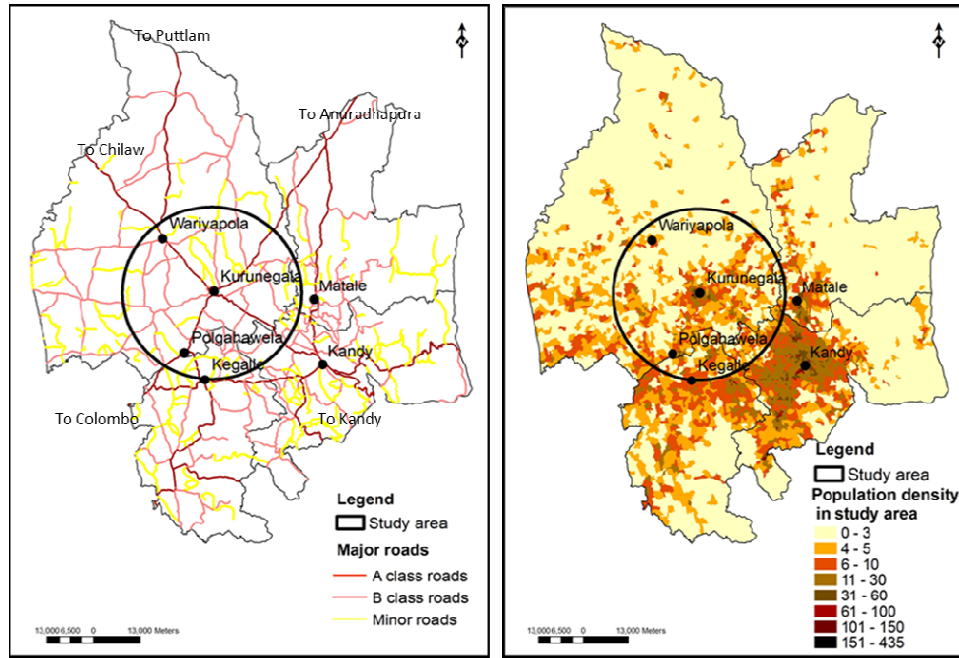 To Puttlam
To Anuradhapura
To Chilaw
Wariyapola
Kurunegala
Matale
Polgahawela
Kegalle
Kandy
To Colombo
To Kandy
Legend
Study area
Major roads
A class roads
B class roads
Minor roads
13,000 6,500 0 13,000 Meters
Wariyapola
Kurunegala
Matale
Polgahawela
Kandy
Kegalle
Legend
Study area
Population density
in study area
0 - 3
4 - 5
6 - 10
11 - 30
31 - 60
61 - 100
101 - 150
151 - 435
13,000 6,500 0 13,000 Meters